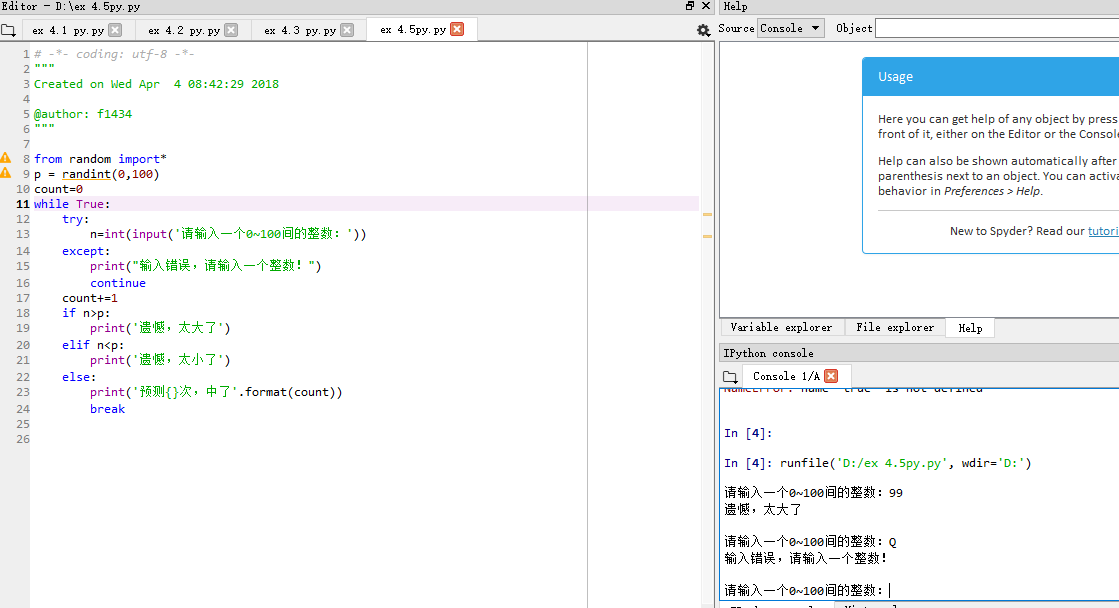 Editor - D:\ex 4.5py.py
ex 4.1 py.py
ex 4.2 py.py
ex 4.3 py.py
ex 4.5py.py
1 # -*- coding: utf-8 -*-
2 """
3 Created on Wed Apr  4 08:42:29 2018
4
5 @author: f1434
6 """
7
8 from random import*
9 p = randint(0,100)
10 count=0
11 while True:
12     try:
13         n=int(input('请输入一个0~100间的整数：'))
14     except:
15         print("输入错误，请输入一个整数！")
16         continue
17     count+=1
18     if n>p:
19         print('遗憾，太大了')
20     elif n<p:
21         print('遗憾，太小了')
22     else:
23         print('预测{}次，中了'.format(count))
24         break
25
26
Help
Source Console Object
Usage
Here you can get help of any object by press
front of it, either on the Editor or the Console
Help can also be shown automatically after
parenthesis next to an object. You can activa
behavior in Preferences > Help.
New to Spyder? Read our tutori
Variable explorer
File explorer
Help
IPython console
Console 1/A
is not defined
In [4]:
In [4]: runfile('D:/ex 4.5py.py', wdir='D:')
请输入一个0~100间的整数：99
遗憾，太大了
请输入一个0~100间的整数：Q
输入错误，请输入一个整数！
请输入一个0~100间的整数：